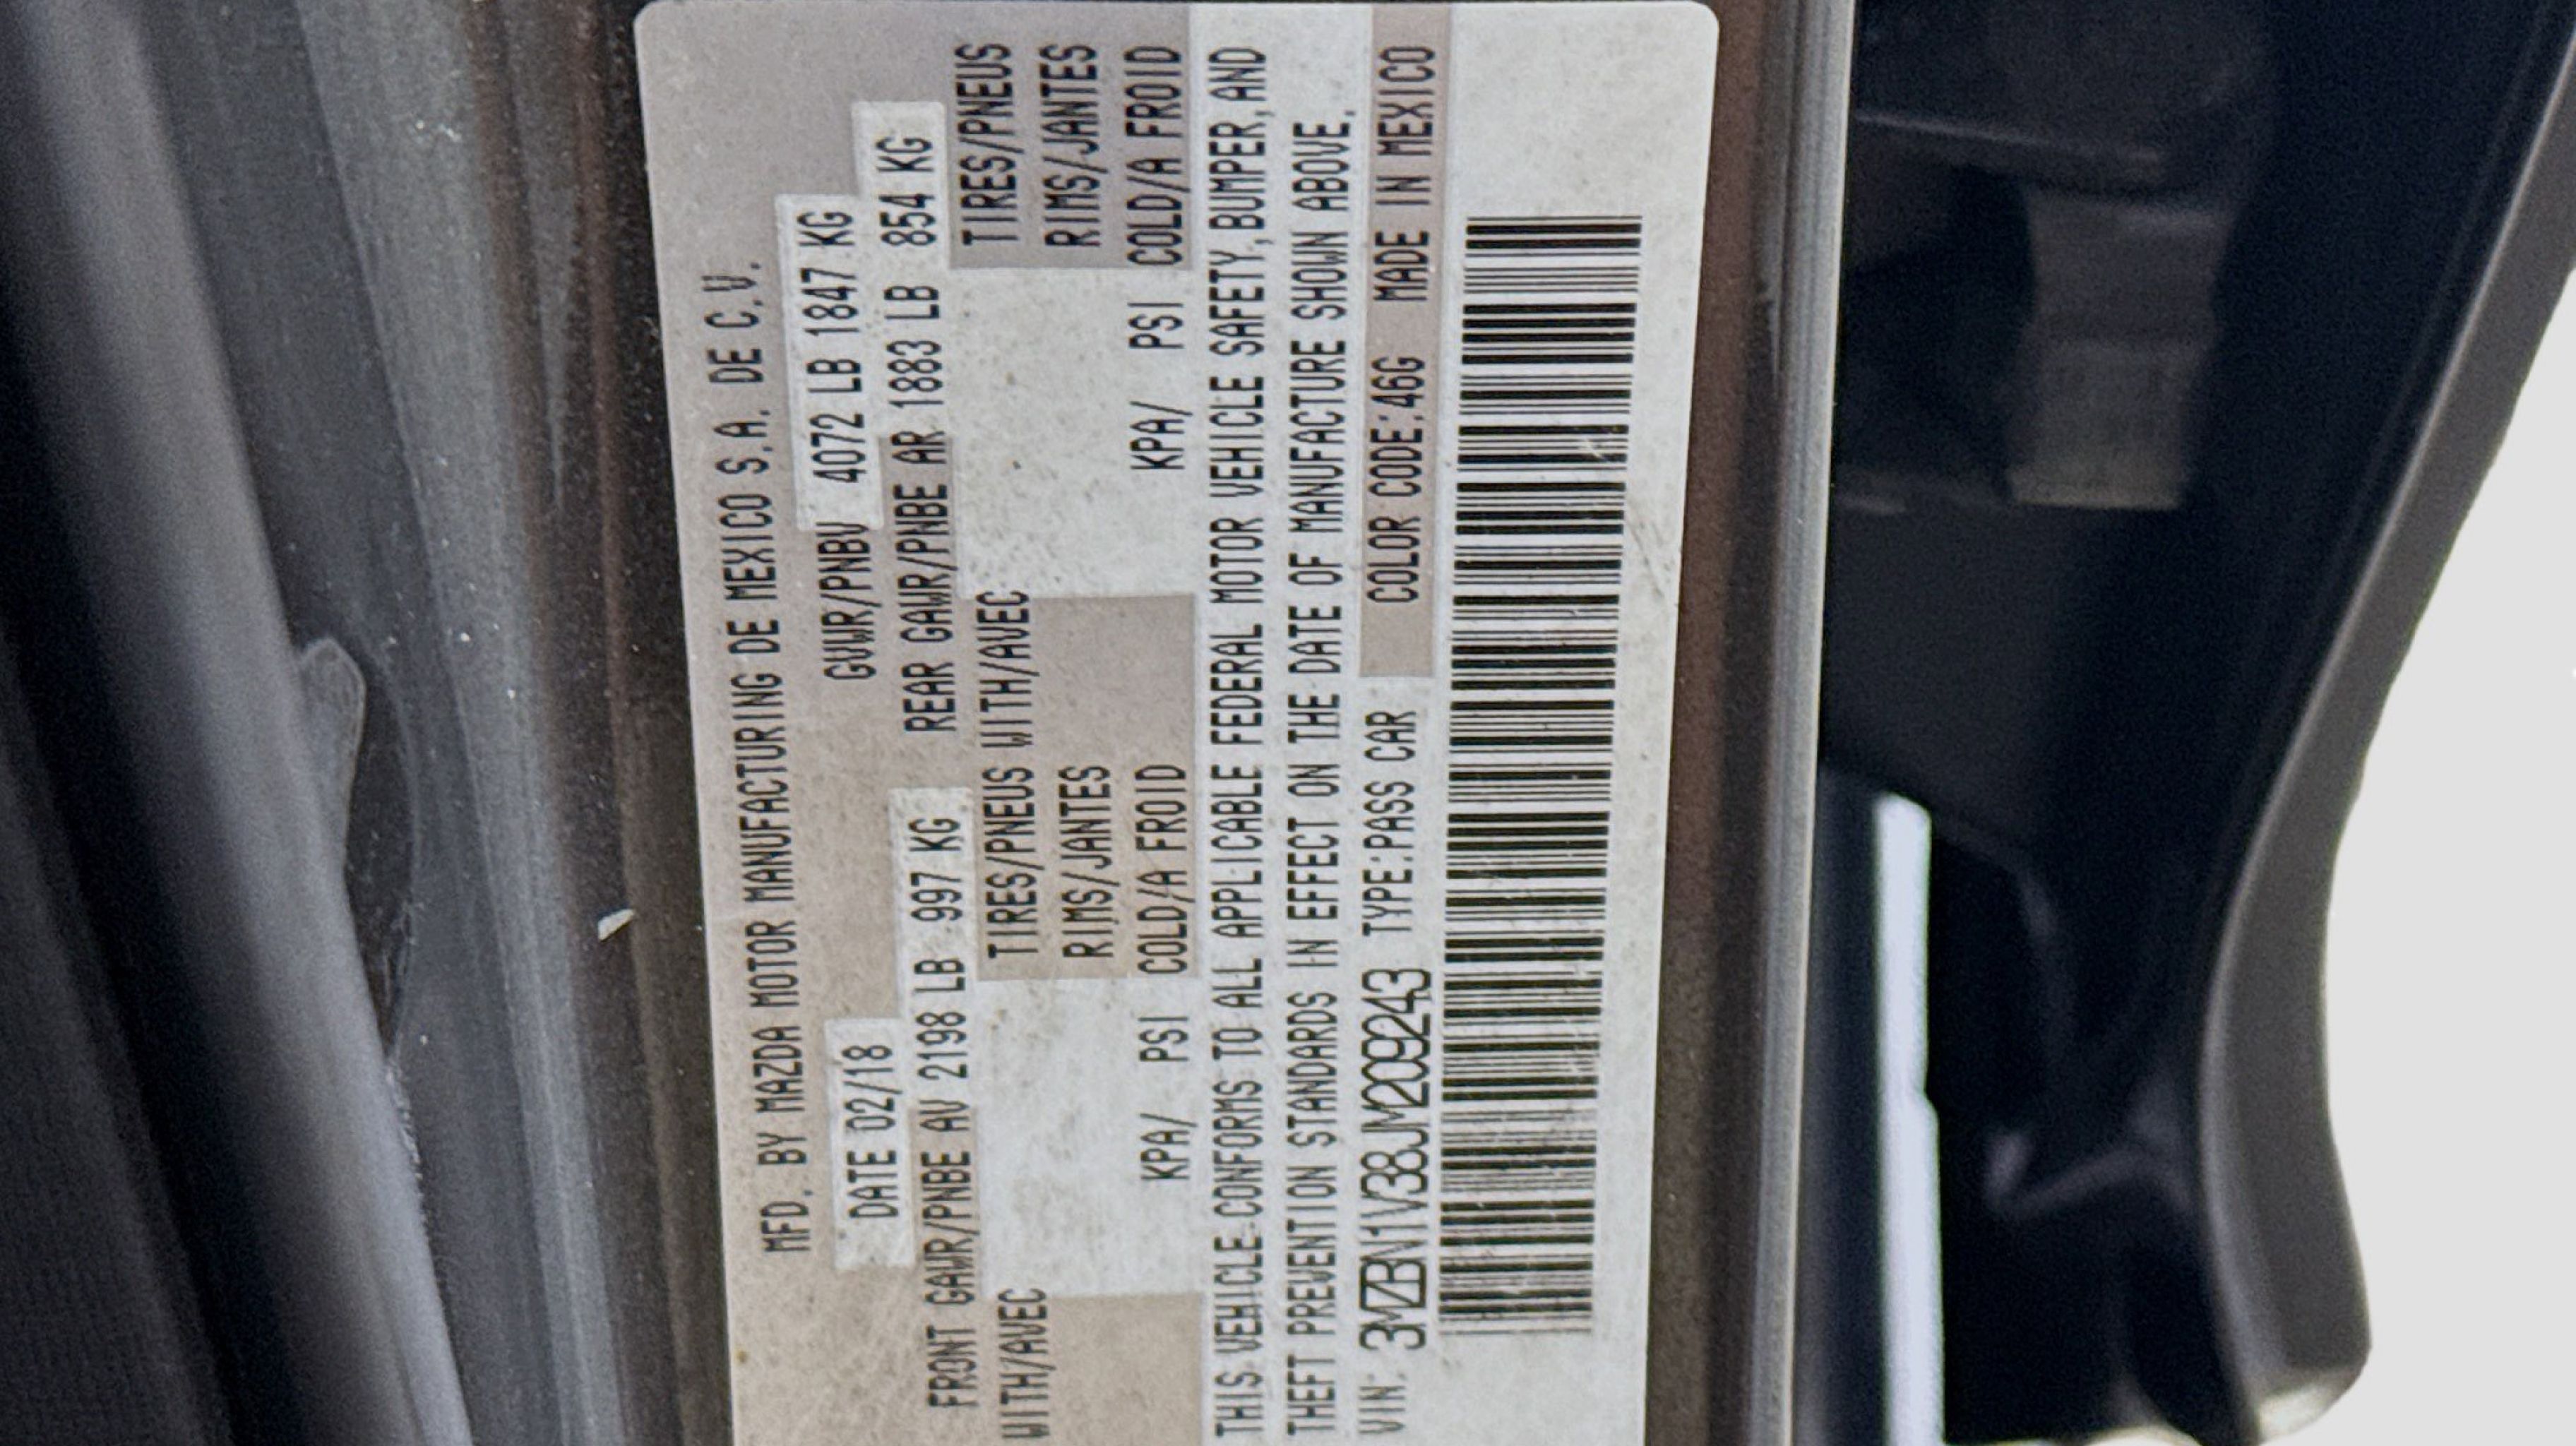 MFD. BY MAZDA MOTOR MANUFACTURING DE MEXICO S.A. DE C.V.
DATE 02/18 GVWR/PNBV 4072 LB 1847 KG
FRONT GAWR/PNBE AV 2198 LB 997 KG REAR GAWR/PNBE AR 1883 LB 854 KG
WITH/AVEC TIRES/PNEUS WITH/AVEC TIRES/PNEUS
RIMS/JANTES RIMS/JANTES
KPA/ PSI COLD/A FROID KPA/ PSI COLD/A FROID
THIS VEHICLE CONFORMS TO ALL APPLICABLE FEDERAL MOTOR VEHICLE SAFETY, BUMPER, AND
THEFT PREVENTION STANDARDS IN EFFECT ON THE DATE OF MANUFACTURE SHOWN ABOVE.
VIN: 3MZBN1V38JM209243 TYPE:PASS CAR COLOR CODE:46G MADE IN MEXICO